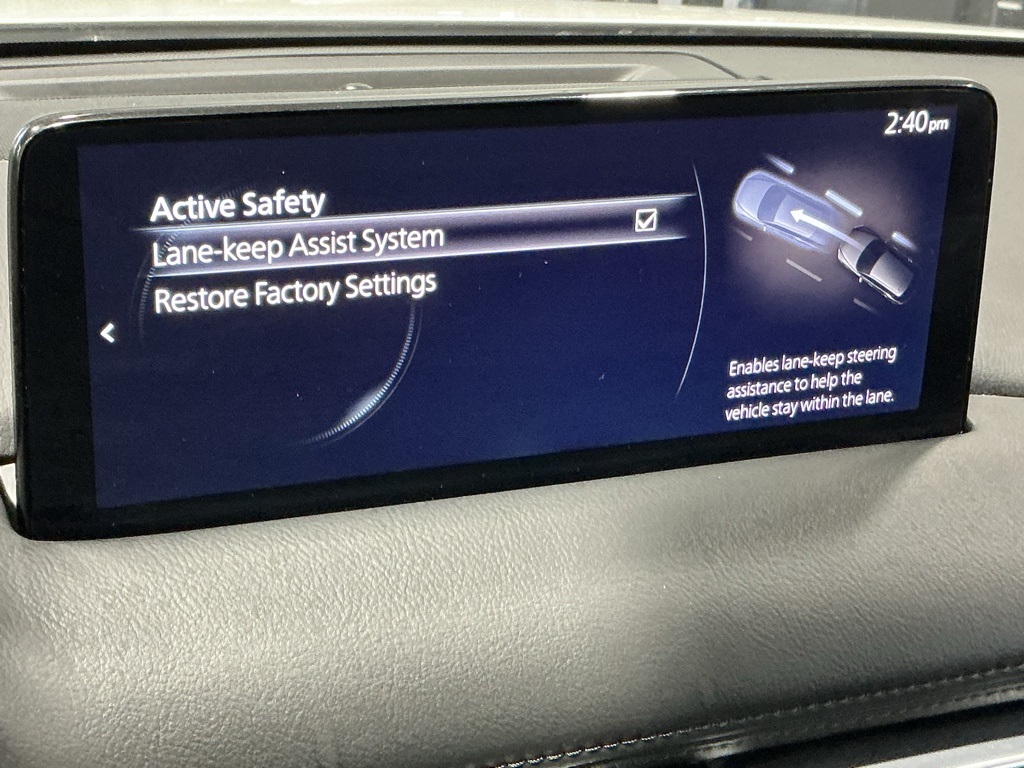 2:40pm
Active Safety
Lane-keep Assist System
Restore Factory Settings
Enables lane-keep steering
assistance to help the
vehicle stay within the lane.